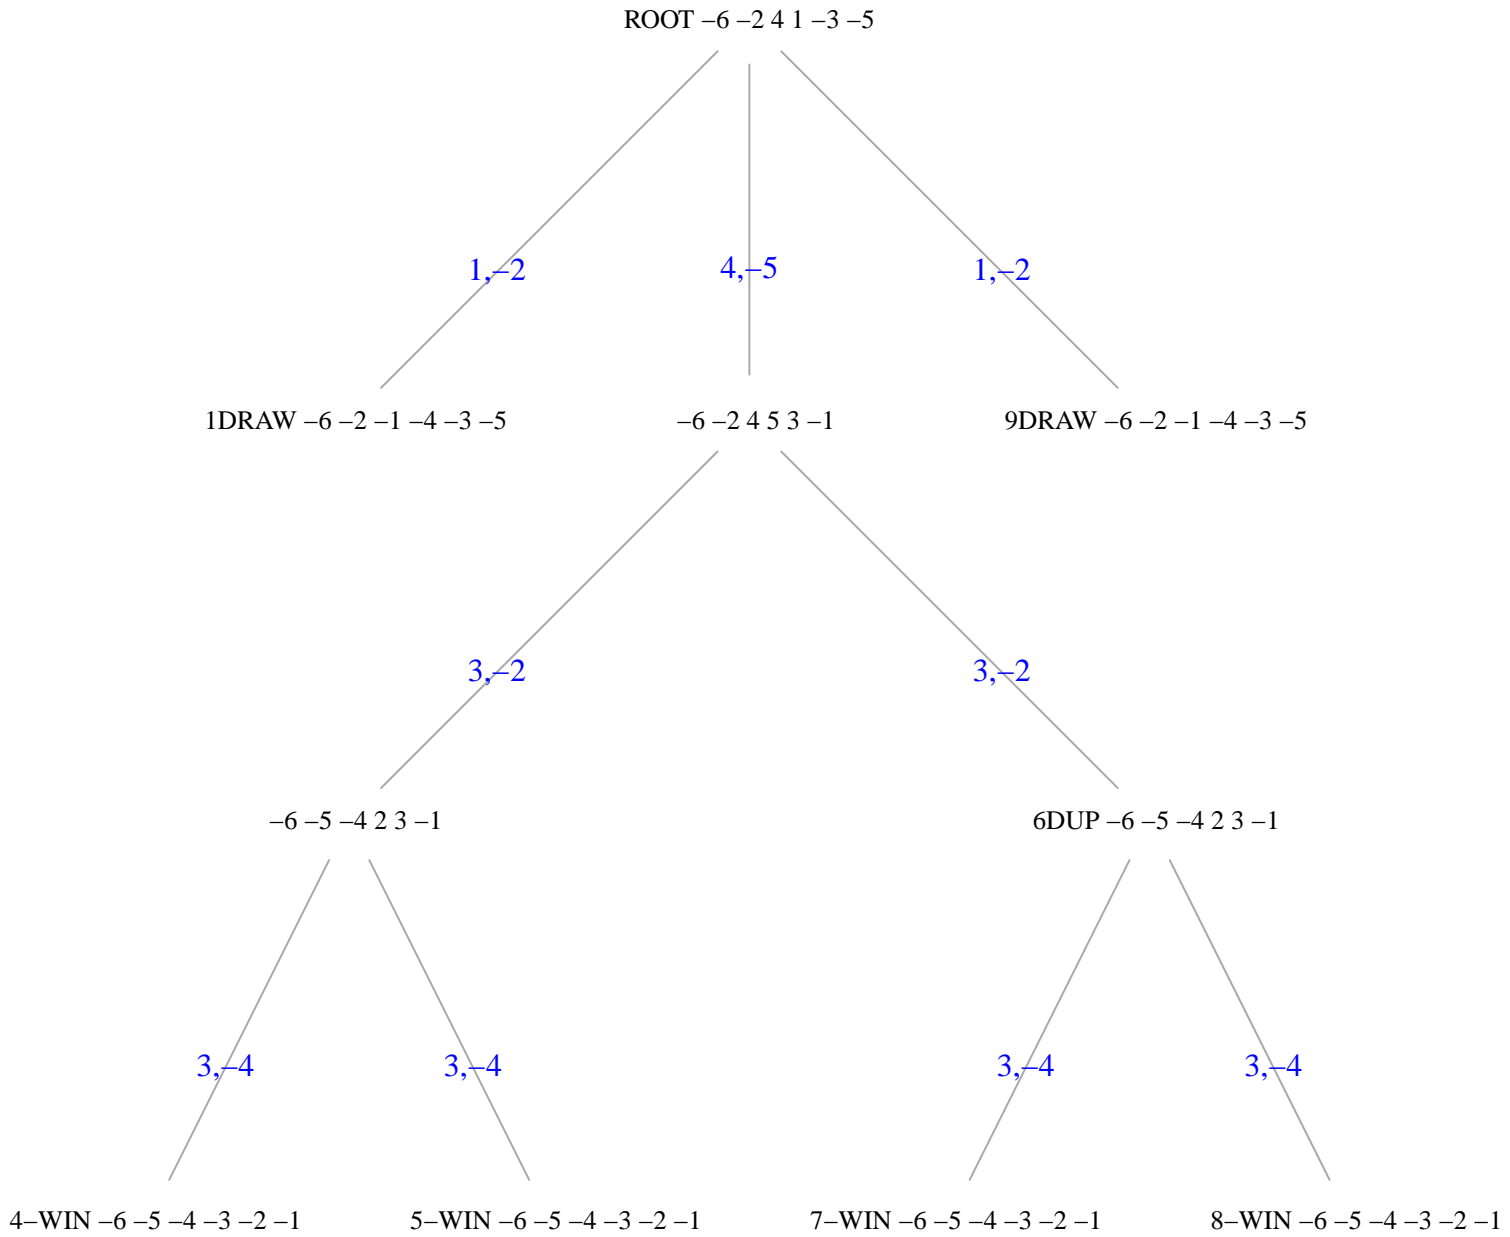 ROOT –6 –2 4 1 –3 –5
1,–2
4,–5
1,–2
1DRAW –6 –2 –1 –4 –3 –5
–6 –2 4 5 3 –1
9DRAW –6 –2 –1 –4 –3 –5
3,–2
3,–2
–6 –5 –4 2 3 –1
6DUP –6 –5 –4 2 3 –1
3,–4
3,–4
3,–4
3,–4
4–WIN –6 –5 –4 –3 –2 –1
5–WIN –6 –5 –4 –3 –2 –1
7–WIN –6 –5 –4 –3 –2 –1
8–WIN –6 –5 –4 –3 –2 –1